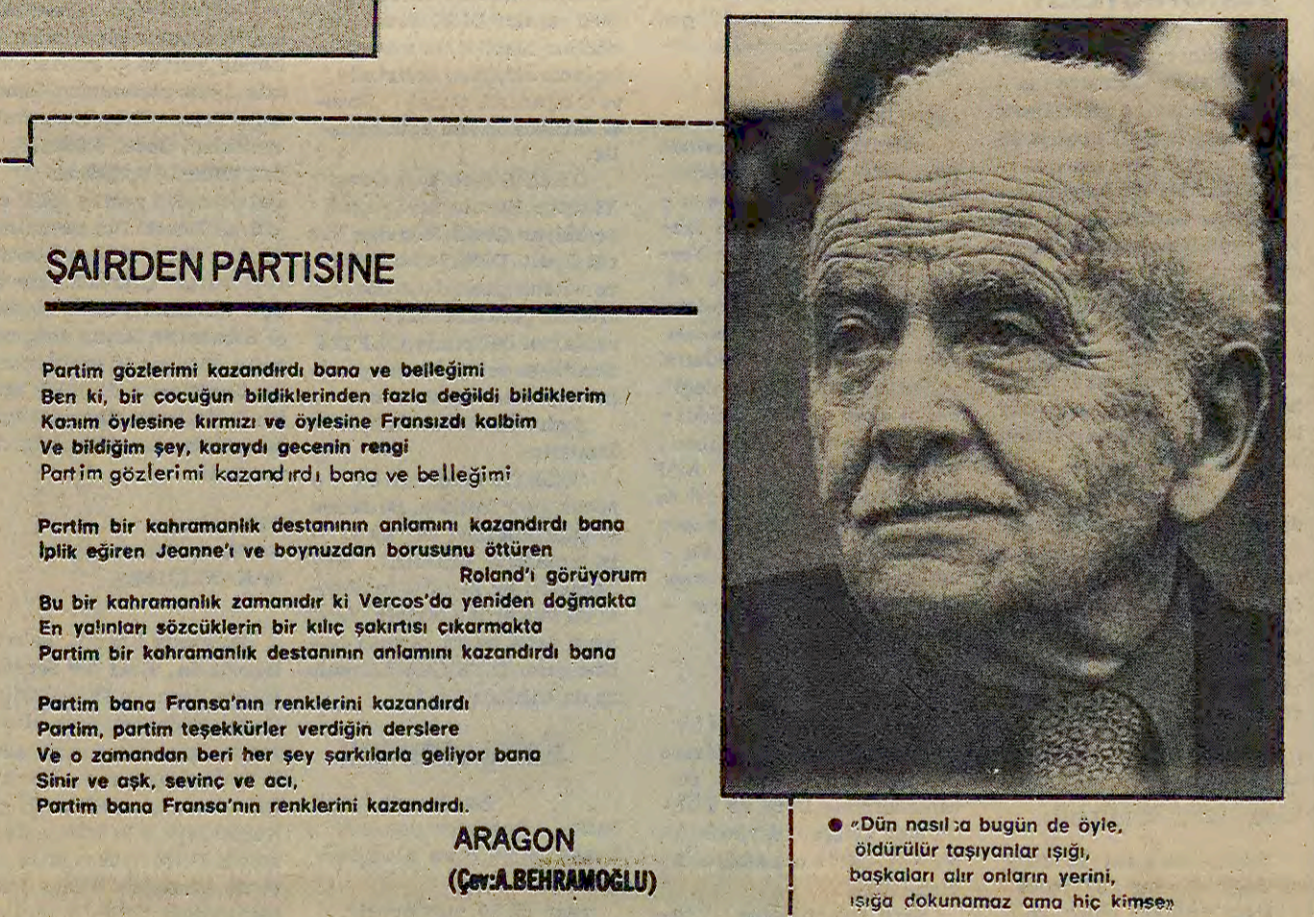 ŞAIRDEN PARTISINE
Partim gözlerimi kazandırdı bana ve belleğimi
Ben ki, bir çocuğun bildiklerinden fazla değildi bildiklerim
Kanım öylesine kırmızı ve öylesine Fransızdı kalbim
Ve bildiğim şey, karaydı gecenin rengi
Partim gözlerimi kazandırdı bana ve belleğimi
Partim bir kahramanlık destanının anlamını kazandırdı bana
İplik eğiren Jeanne'ı ve boynuzdan borusunu öttüren
Roland'ı görüyorum
Bu bir kahramanlık zamanıdır ki Vercos'da yeniden doğmakta
En yalınları sözcüklerin bir kılıç şakırtısı çıkarmakta
Partim bir kahramanlık destanının anlamını kazandırdı bana
Partim bana Fransa'nın renklerini kazandırdı
Partim, partim teşekkürler verdiğin derslere
Ve o zamandan beri her şey şarkılarla geliyor bana
Sinir ve aşk, sevinç ve acı,
Partim bana Fransa'nın renklerini kazandırdı.
ARAGON
(Çev:A.BEHRAMOĞLU)
● «Dün nasılsa bugün de öyle,
öldürülür taşıyanlar ışığı,
başkaları alır onların yerini,
ışığa dokunamaz ama hiç kimse»